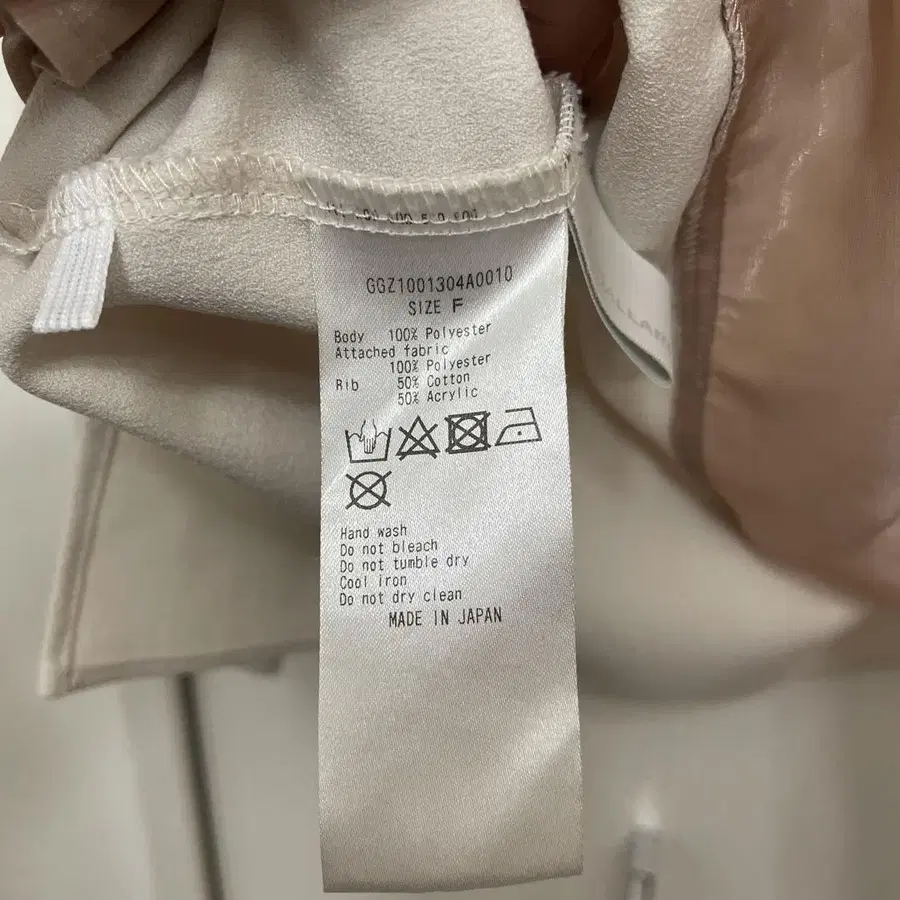 GGZ1001304A0010
SIZE F
Body 100% Polyester
Attached fabric
100% Polyester
Rib 50% Cotton
50% Acrylic
Hand wash
Do not bleach
Do not tumble dry
Cool iron
Do not dry clean
MADE IN JAPAN